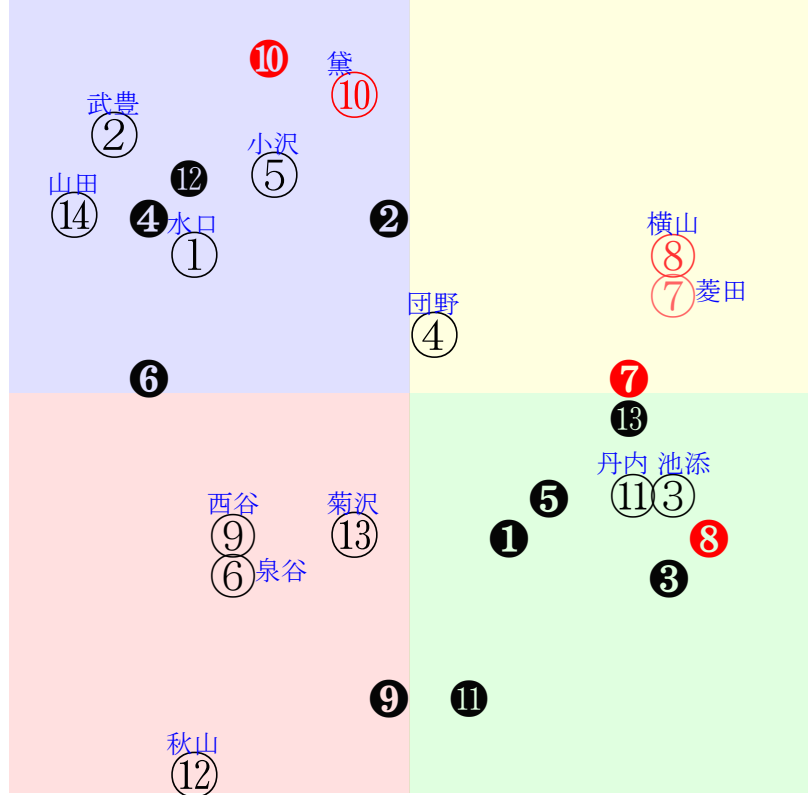 ❿
黛
⑩
武豊
②
小沢
⑤
⓬
山田
⑭
❹
水口
①
❷
横山
⑧
⑦ 菱田
団野
④
❻
❼
⓭
丹内 池添
⑪ ③
❺
西谷
⑨
菊沢
⑬
❶
❽
⑥ 泉谷
❸
❾
⓫
秋山
⑫